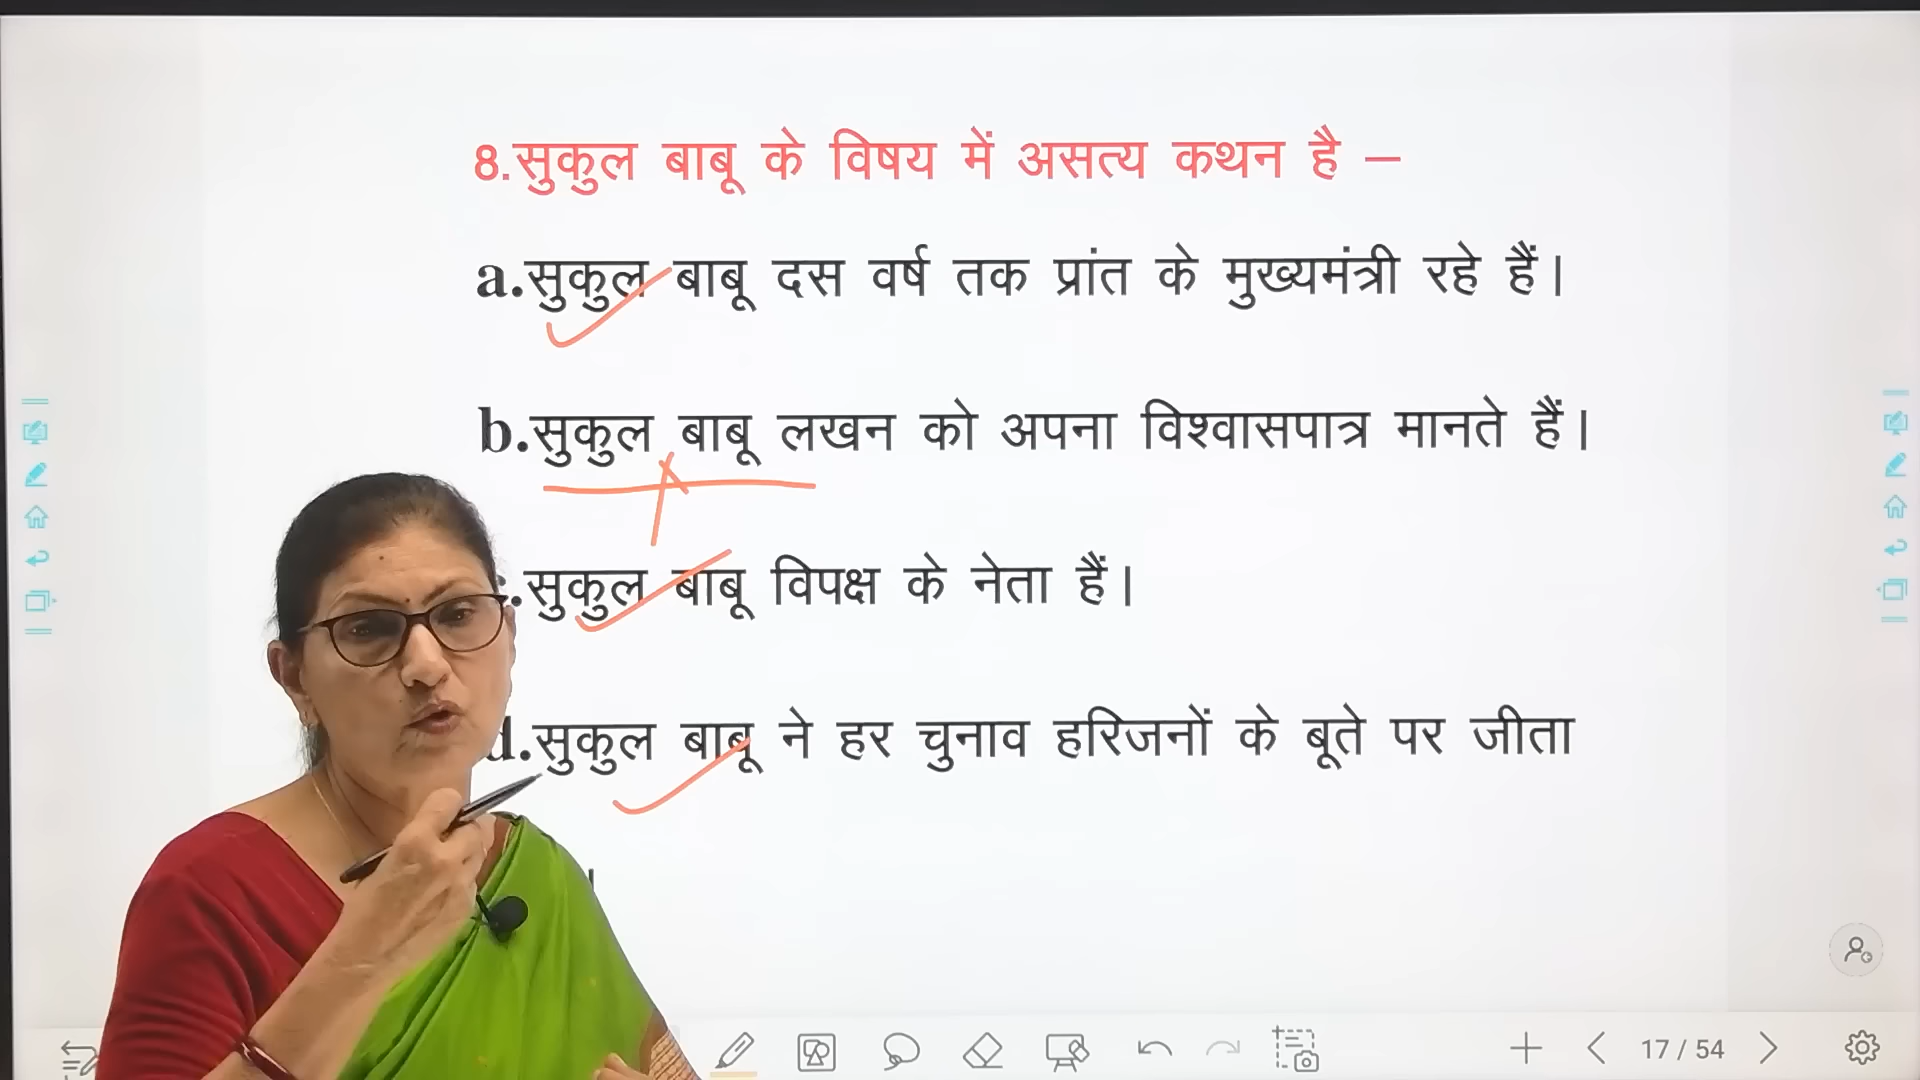 8.सुकुल बाबू के विषय में असत्य कथन है –
a.सुकुल बाबू दस वर्ष तक प्रांत के मुख्यमंत्री रहे हैं।
b.सुकुल बाबू लखन को अपना विश्वासपात्र मानते हैं।
.सुकुल बाबू विपक्ष के नेता हैं।
d.सुकुल बाबू ने हर चुनाव हरिजनों के बूते पर जीता
17 / 54